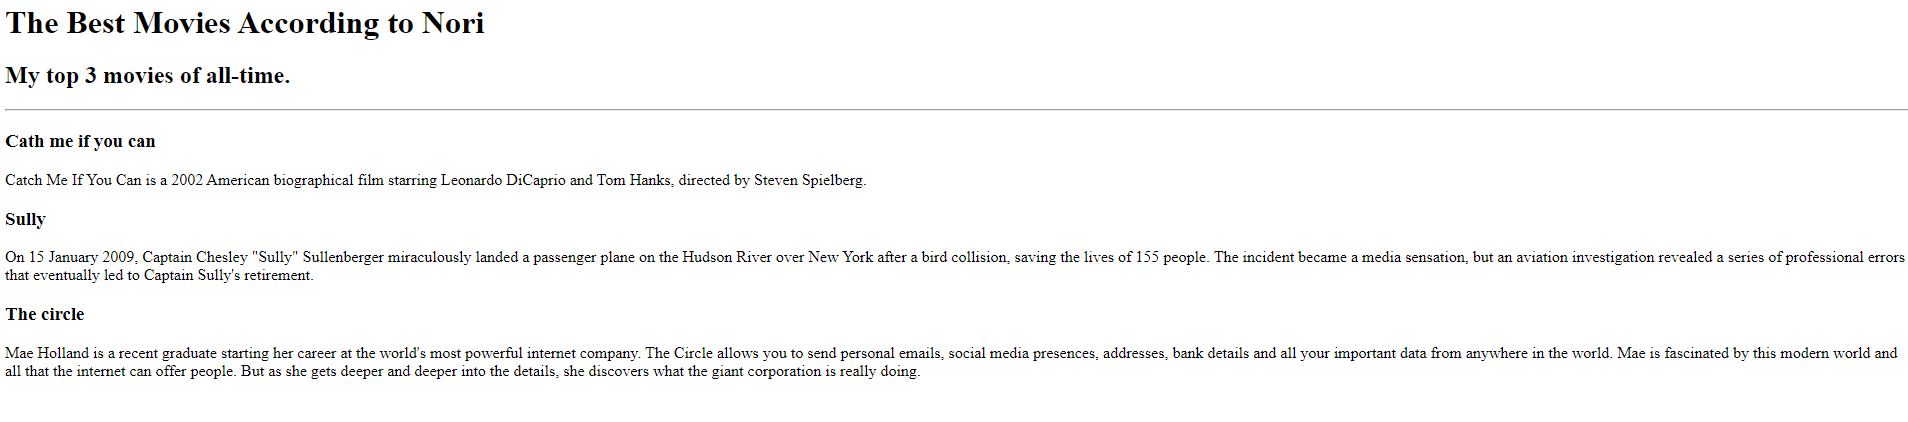 The Best Movies According to Nori
My top 3 movies of all-time.
Cath me if you can
Catch Me If You Can is a 2002 American biographical film starring Leonardo DiCaprio and Tom Hanks, directed by Steven Spielberg.
Sully
On 15 January 2009, Captain Chesley "Sully" Sullenberger miraculously landed a passenger plane on the Hudson River over New York after a bird collision, saving the lives of 155 people. The incident became a media sensation, but an aviation investigation revealed a series of professional errors
that eventually led to Captain Sully's retirement.
The circle
Mae Holland is a recent graduate starting her career at the world's most powerful internet company. The Circle allows you to send personal emails, social media presences, addresses, bank details and all your important data from anywhere in the world. Mae is fascinated by this modern world and
all that the internet can offer people. But as she gets deeper and deeper into the details, she discovers what the giant corporation is really doing.